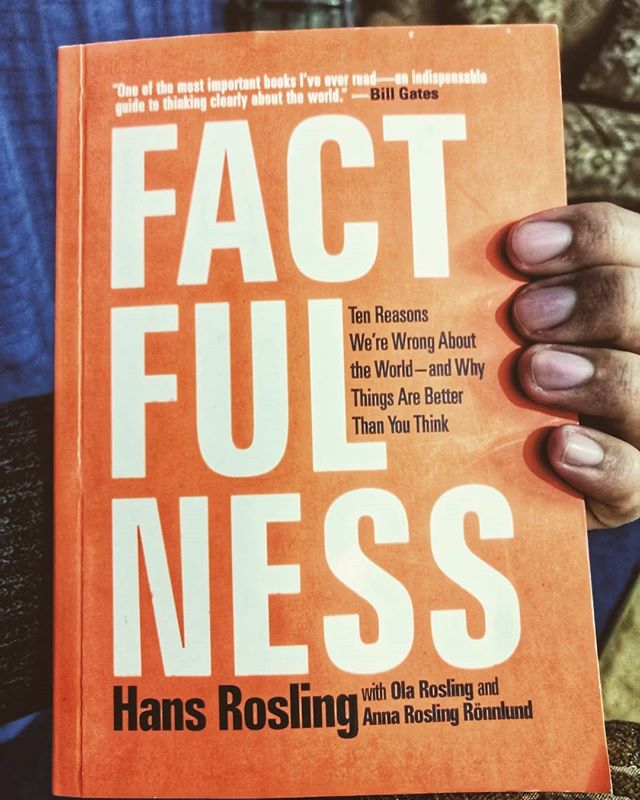 "One of the most important books I've ever read—an indispensable
guide to thinking clearly about the world." —Bill Gates
FACT
FUL
Ten Reasons
We're Wrong About
the World—and Why
Things Are Better
Than You Think
NESS
Hans Rosling
with Ola Rosling and
Anna Rosling Rönnlund